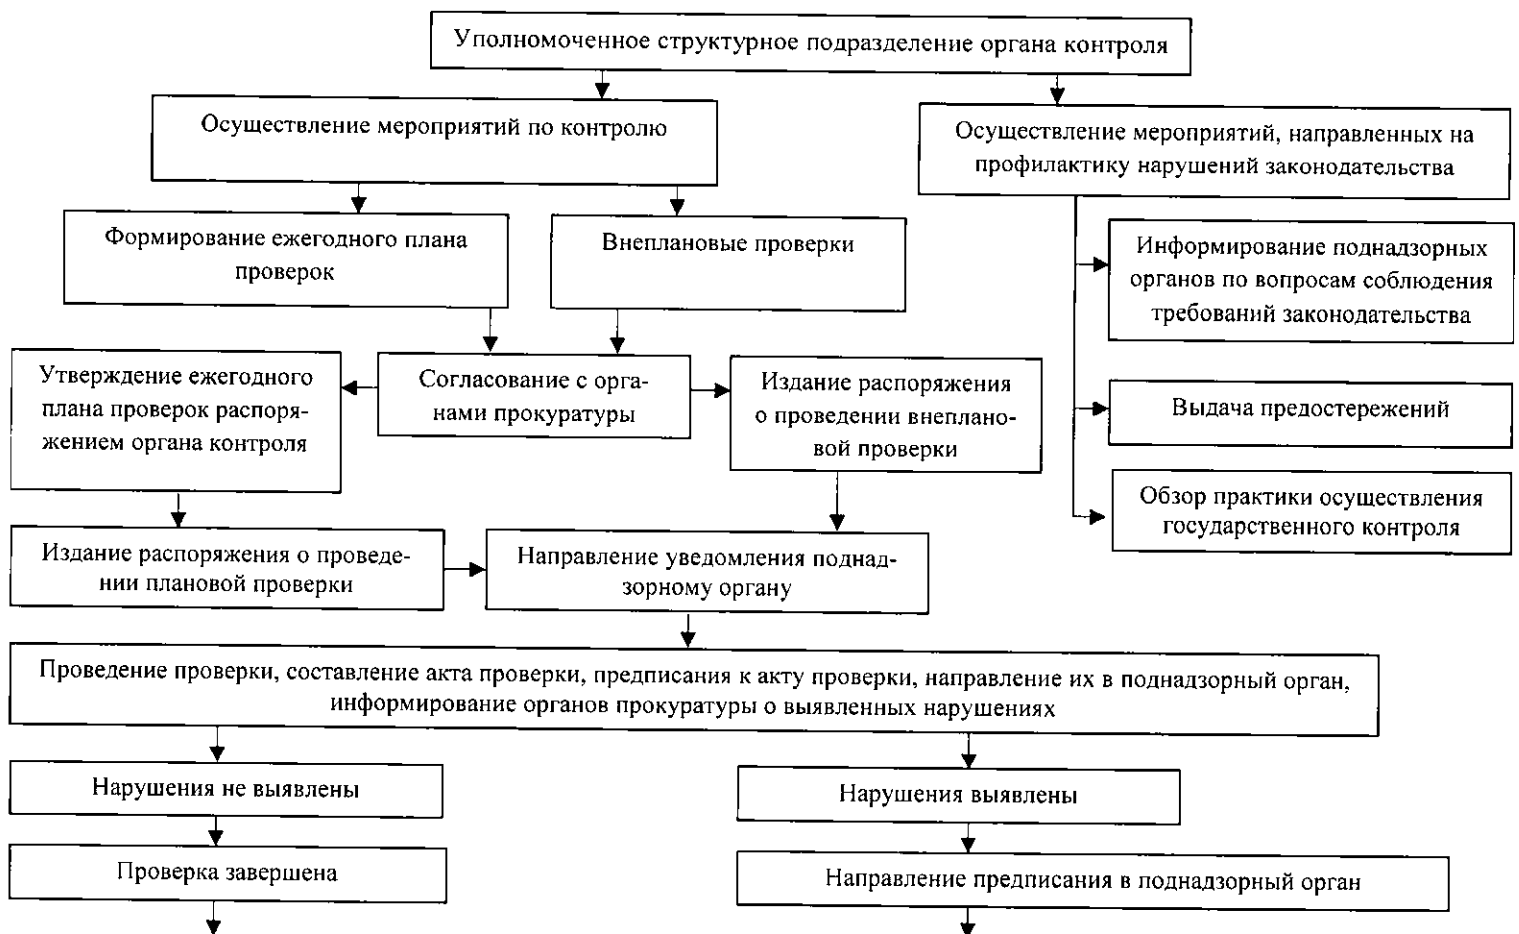 Уполномоченное структурное подразделение органа контроля
Осуществление мероприятий по контролю
Осуществление мероприятий, направленных на
профилактику нарушений законодательства
Формирование ежегодного плана
проверок
Внеплановые проверки
Информирование поднадзорных
органов по вопросам соблюдения
требований законодательства
Утверждение ежегодного
плана проверок распоря-
жением органа контроля
Согласование с орга-
нами прокуратуры
Издание распоряжения
о проведении внеплано-
вой проверки
Выдача предостережений
Обзор практики осуществления
государственного контроля
Издание распоряжения о проведе-
нии плановой проверки
Направление уведомления поднад-
зорному органу
Проведение проверки, составление акта проверки, предписания к акту проверки, направление их в поднадзорный орган,
информирование органов прокуратуры о выявленных нарушениях
Нарушения не выявлены
Нарушения выявлены
Проверка завершена
Направление предписания в поднадзорный орган